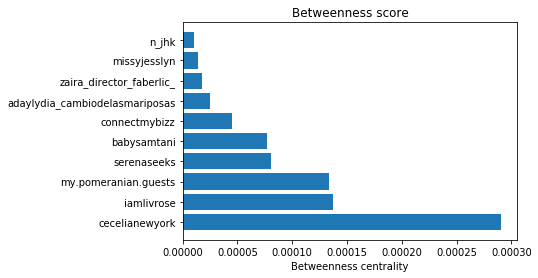 Betweenness score
n_jhk
missyjesslyn
zaira_director_faberlic_
adaylydia_cambiodelasmariposas
connectmybizz
babysamtani
serenaseeks
my.pomeranian.guests
iamlivrose
cecelianewyork
0.00000 0.00005 0.00010 0.00015 0.00020 0.00025 0.00030
Betweenness centrality